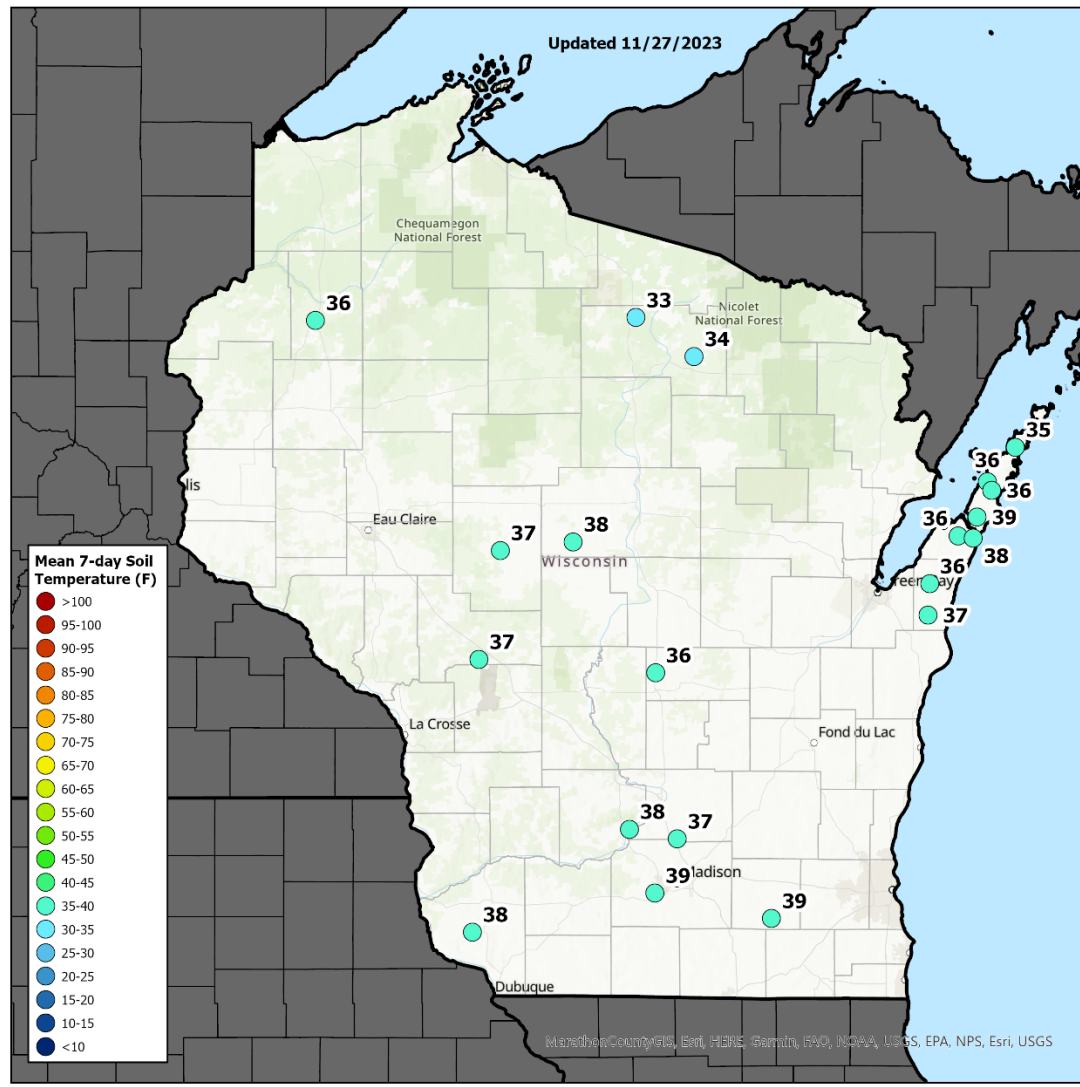 Updated 11/27/2023
Chequamegon
National Forest
36
33
Nicolet
National Forest
34
35
36
36
lis
Eau Claire
37
38
39
36
38
Wisconsin
36
37
37
36
La Crosse
Fond du Lac
38
37
39
Madison
39
38
Dubuque
Mean 7-day Soil
Temperature (F)
>100
95-100
90-95
85-90
80-85
75-80
70-75
65-70
60-65
55-60
50-55
45-50
40-45
35-40
30-35
25-30
20-25
15-20
10-15
<10
MarathonCountyGIS, Esri, HERE, Garmin, FAO, NOAA, USGS, EPA, NPS, Esri, USGS